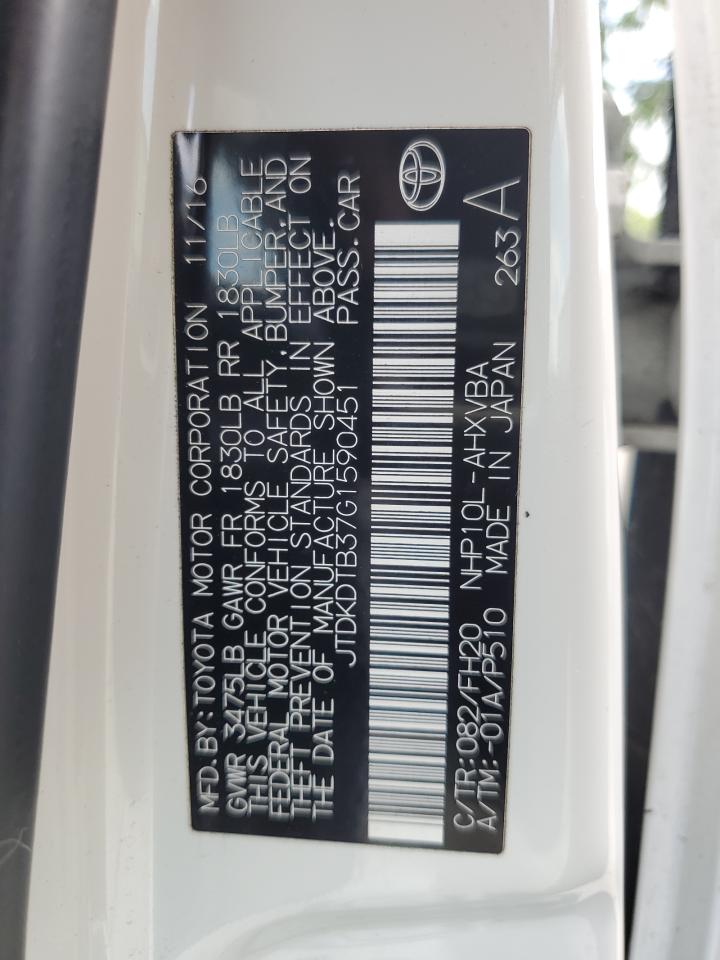 MFD. BY: TOYOTA MOTOR CORPORATION 11/16
GVWR 3475LB GAWR FR 1830LB RR 1830LB
THIS VEHICLE CONFORMS TO ALL APPLICABLE
FEDERAL MOTOR VEHICLE SAFETY, BUMPER, AND
THEFT PREVENTION STANDARDS IN EFFECT ON
THE DATE OF MANUFACTURE SHOWN ABOVE.
JTDKDTB37G1590451 PASS. CAR
C/TR: 082/FH20 NHP10L-AHXVBA
A/TM: -01A/P510 MADE IN JAPAN 263 A